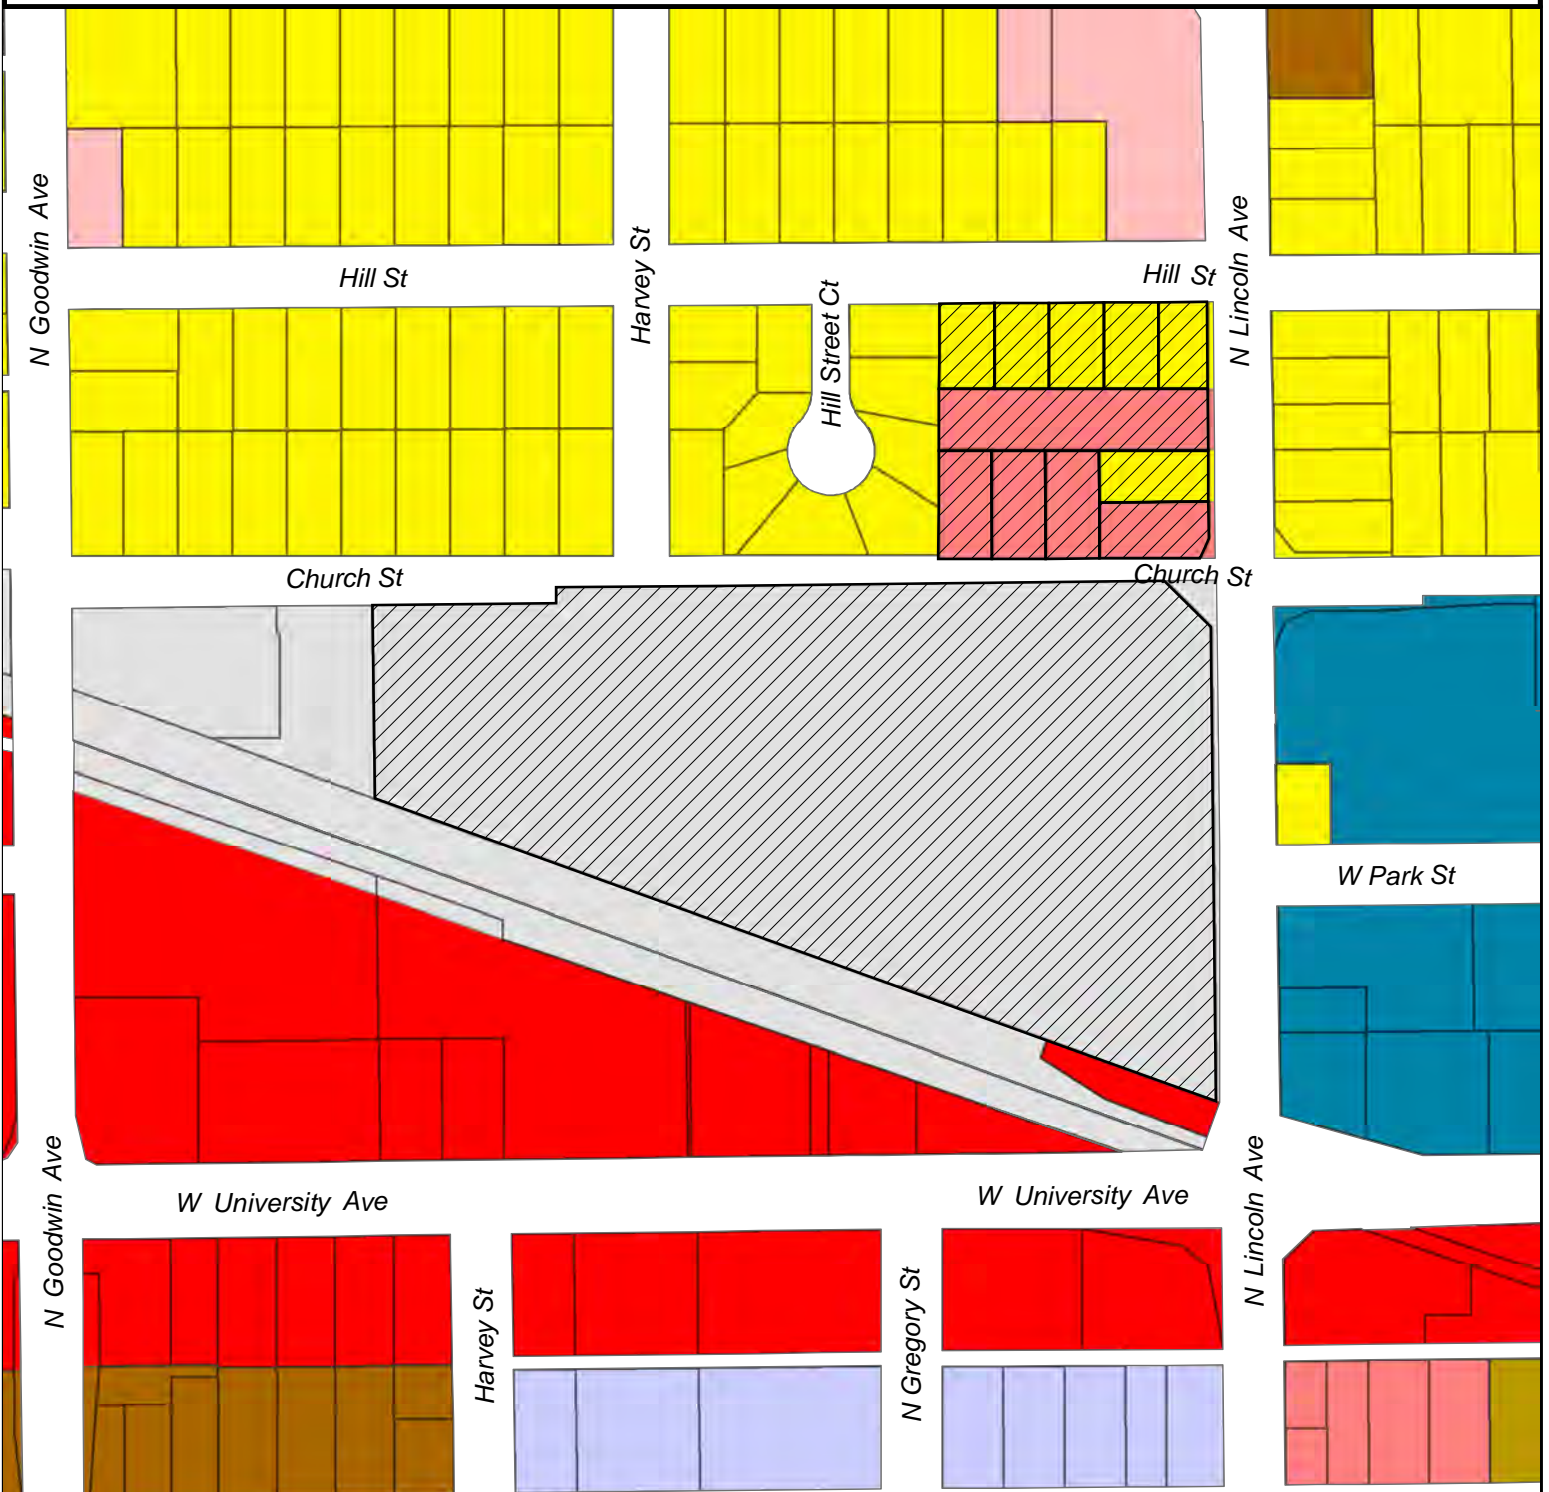 N Goodwin Ave
Hill St
Harvey St
Hill St
N Lincoln Ave
Hill Street Ct
Church St
Church St
W Park St
N Goodwin Ave
W University Ave
W University Ave
N Lincoln Ave
Harvey St
N Gregory St